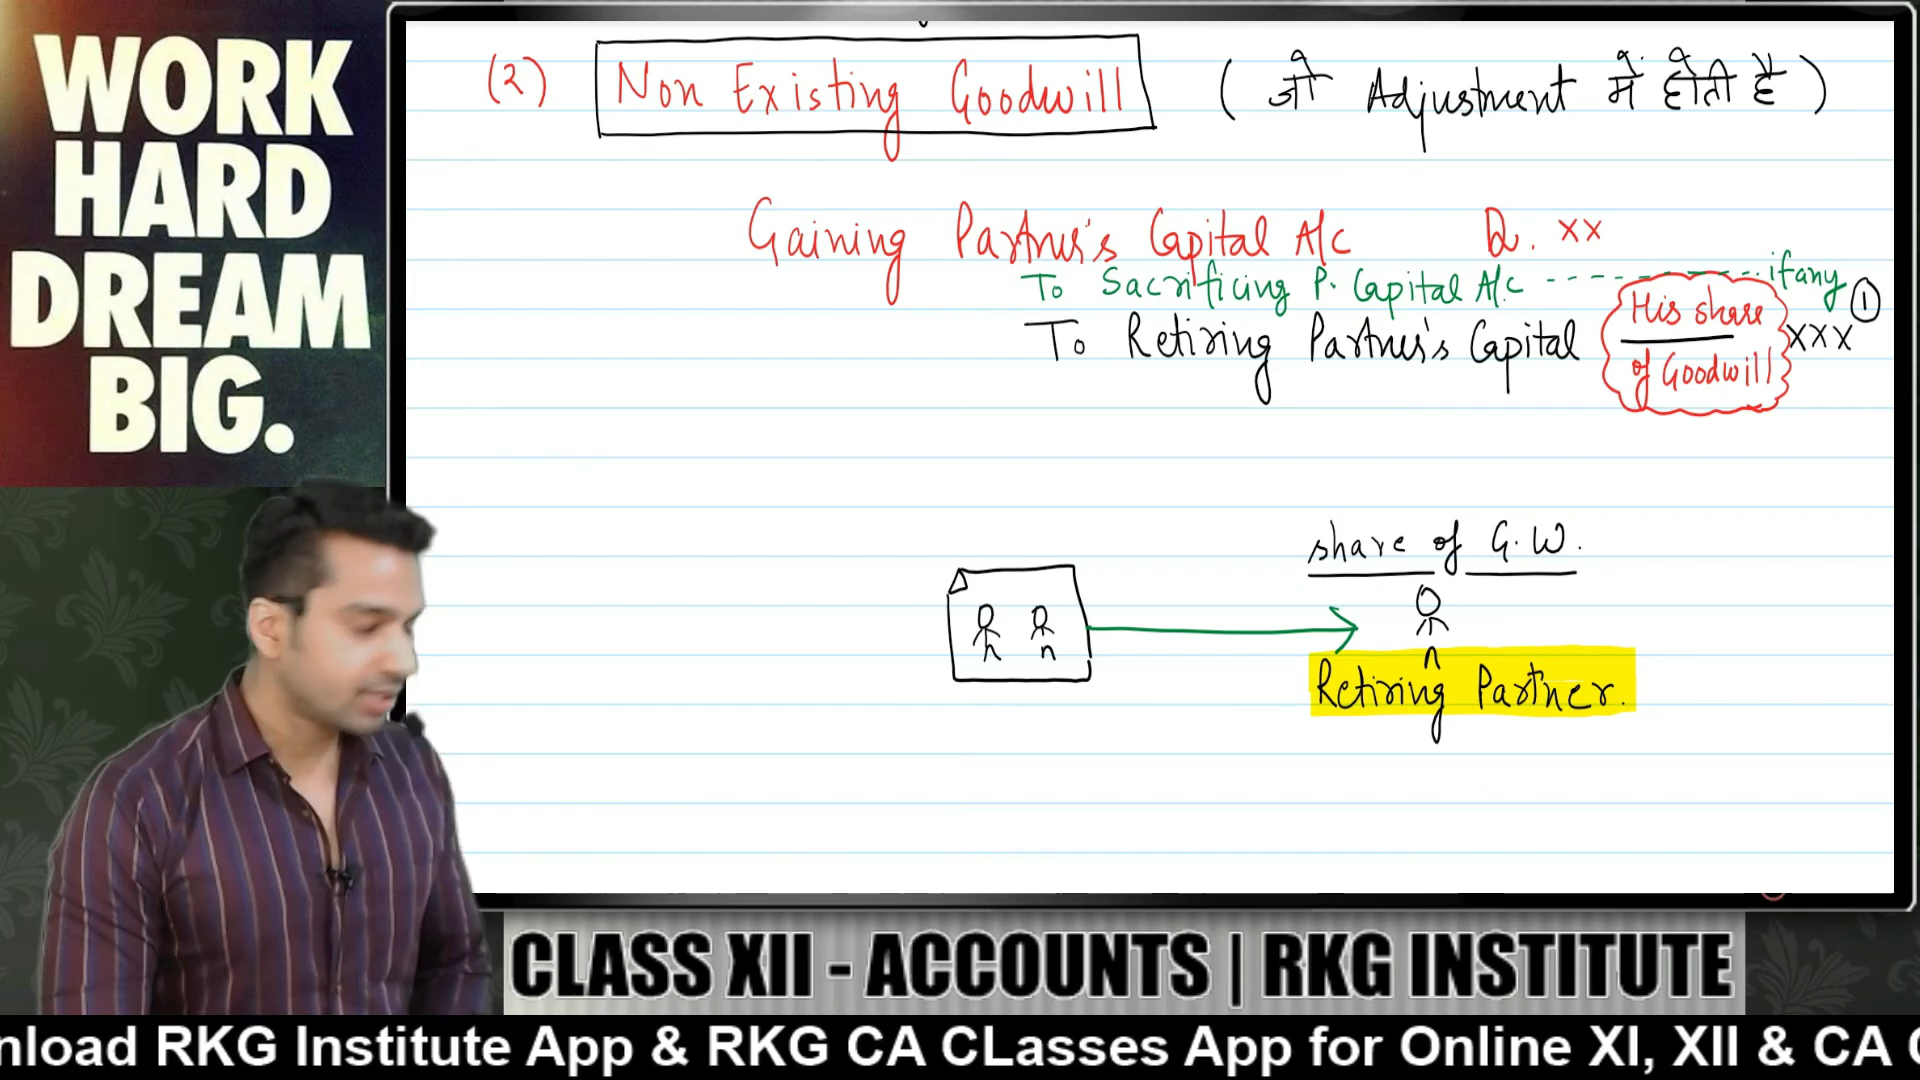 WORK
HARD
DREAM
BIG.
(2) Non Existing Goodwill ( जो Adjustment में होती है )
Gaining Partner's Capital A/c D. xx
To Sacrificing P. Capital A/c ------------ if any
To Retiring Partner's Capital His share of Goodwill xxx ①
share of G.W.
Retiring Partner.
CLASS XII - ACCOUNTS | RKG INSTITUTE
nload RKG Institute App & RKG CA CLasses App for Online XI, XII & CA